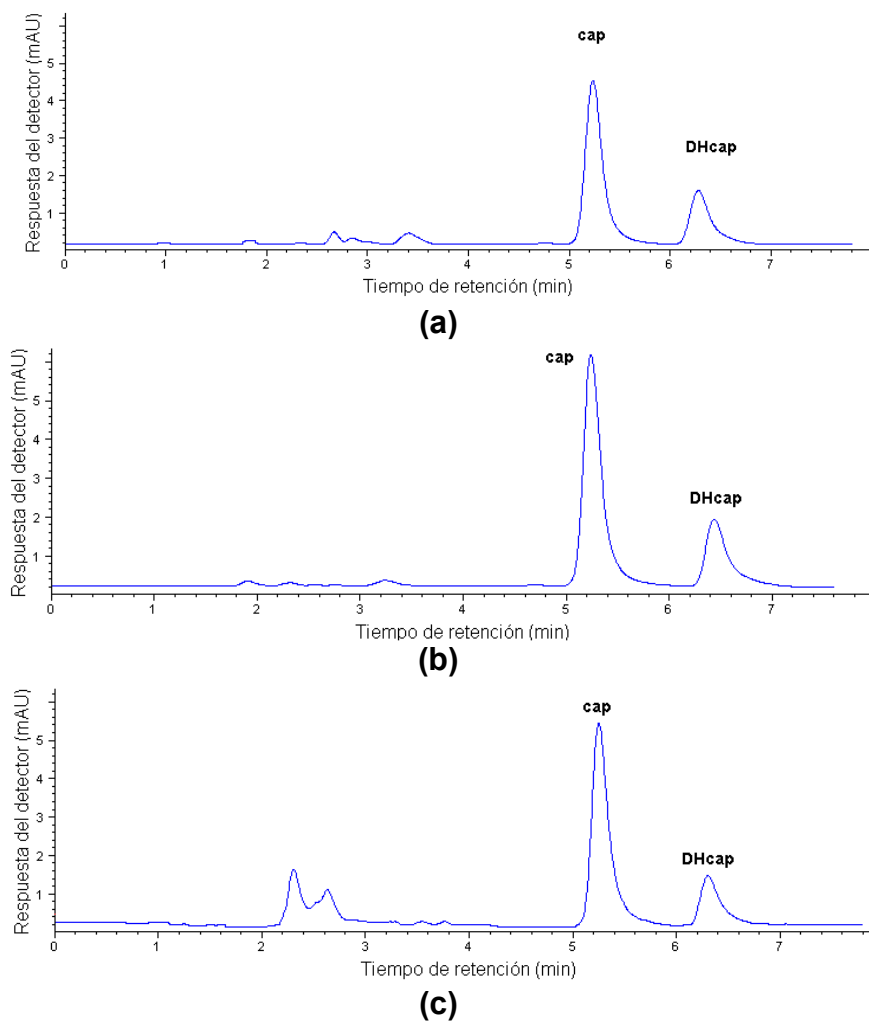 cap
DHcap
Respuesta del detector (mAU)
5
4
3
2
1
0 1 2 3 4 5 6 7
Tiempo de retención (min)
(a)
cap
DHcap
Respuesta del detector (mAU)
5
4
3
2
1
0 1 2 3 4 5 6 7
Tiempo de retención (min)
(b)
cap
DHcap
Respuesta del detector (mAU)
5
4
3
2
1
0 1 2 3 4 5 6 7
Tiempo de retención (min)
(c)